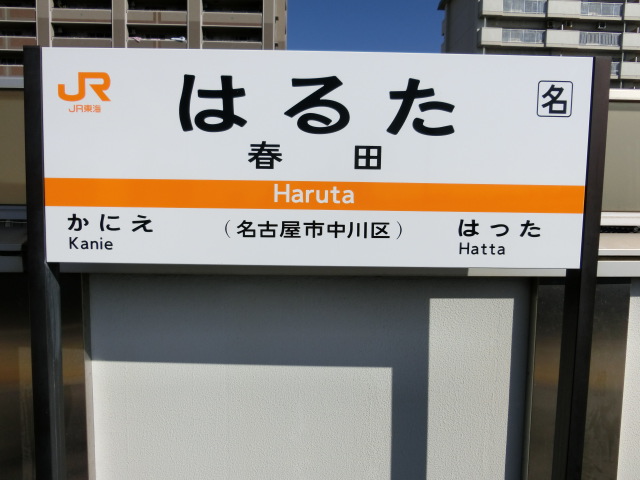 JR
JR東海
はるた
名
春田
Haruta
かにえ
Kanie
(名古屋市中川区)
はった
Hatta